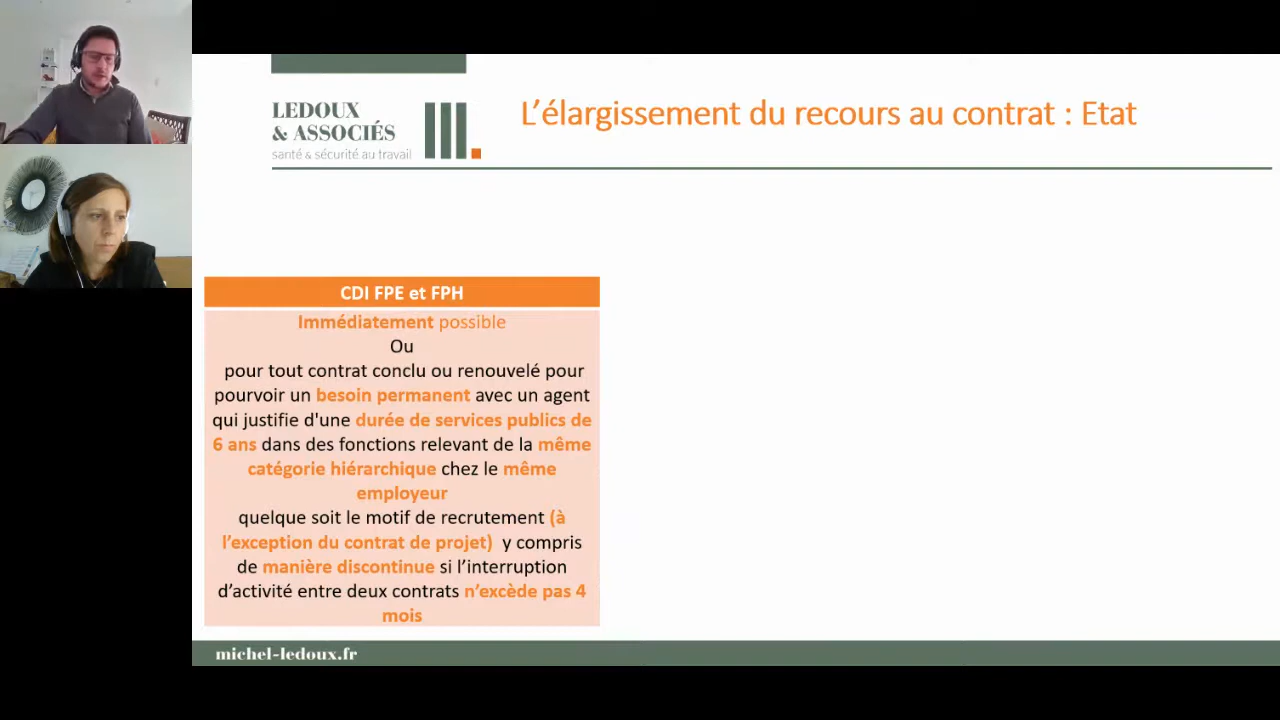 LEDOUX
& ASSOCIÉS
santé & sécurité au travail
L’élargissement du recours au contrat : Etat
CDI FPE et FPH
Immédiatement possible
Ou
pour tout contrat conclu ou renouvelé pour
pourvoir un besoin permanent avec un agent
qui justifie d'une durée de services publics de
6 ans dans des fonctions relevant de la même
catégorie hiérarchique chez le même
employeur
quelque soit le motif de recrutement (à
l’exception du contrat de projet) y compris
de manière discontinue si l’interruption
d’activité entre deux contrats n’excède pas 4
mois
michel-ledoux.fr